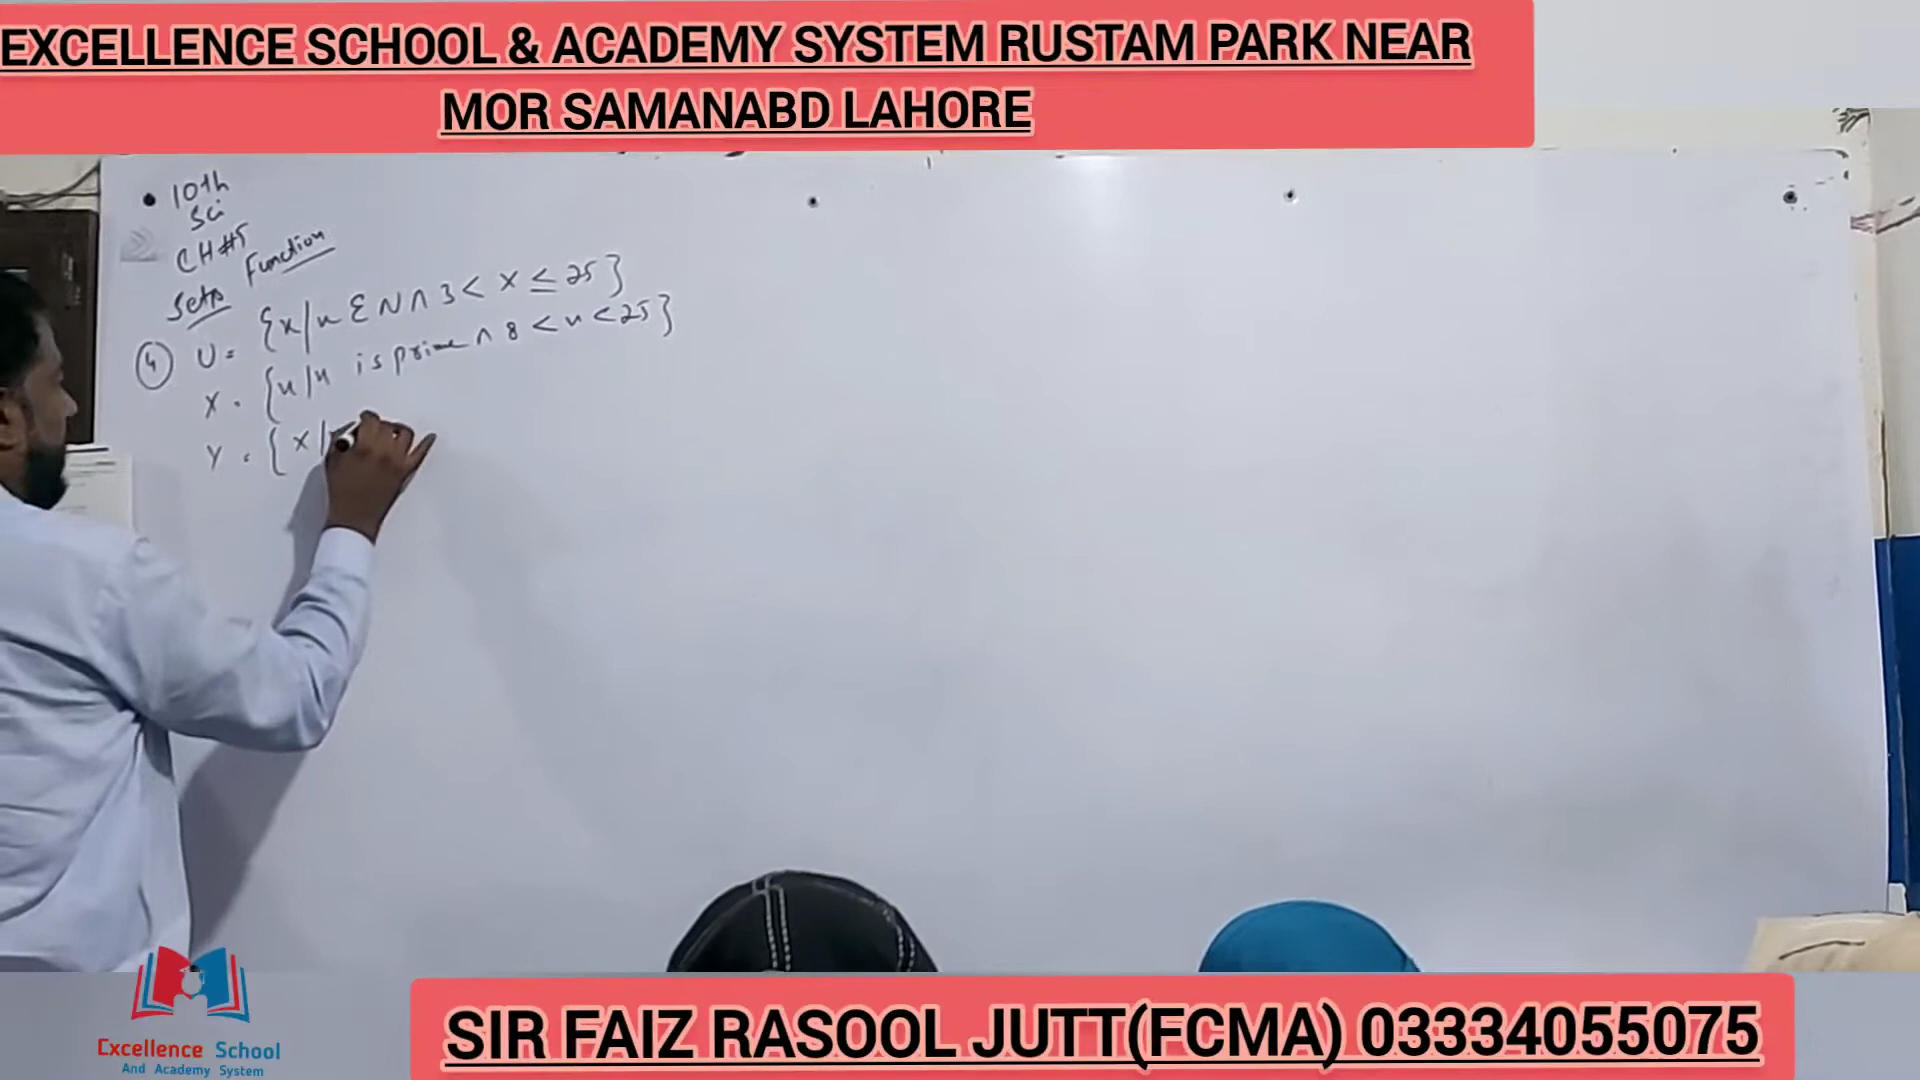 EXCELLENCE SCHOOL & ACADEMY SYSTEM RUSTAM PARK NEAR
MOR SAMANABD LAHORE
10th
Sci
CH#5
Sets Function
4 U = {x/x ∈ N ∧ 3 < x ≤ 25}
X = {x/x is prime ∧ 8 < x < 25}
Y = {x/
Excellence School
And Academy System
SIR FAIZ RASOOL JUTT(FCMA) 03334055075